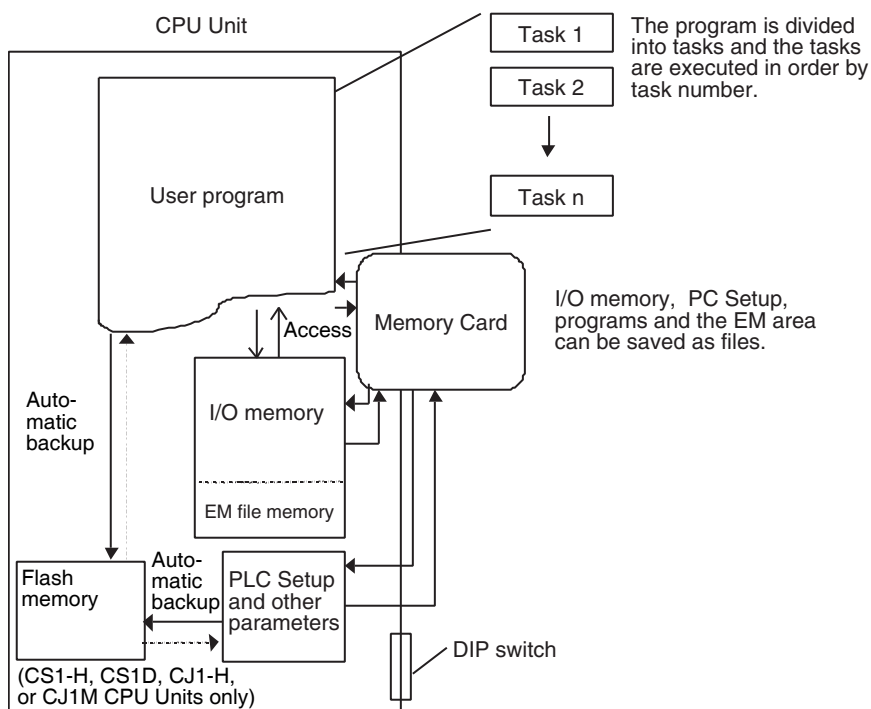 CPU Unit
Task 1
Task 2
Task n
The program is divided
into tasks and the tasks
are executed in order by
task number.
User program
Access
Memory Card
I/O memory, PC Setup,
programs and the EM area
can be saved as files.
Auto-
matic
backup
I/O memory
EM file memory
Flash
memory
Auto-
matic
backup
PLC Setup
and other
parameters
DIP switch
(CS1-H, CS1D, CJ1-H,
or CJ1M CPU Units only)